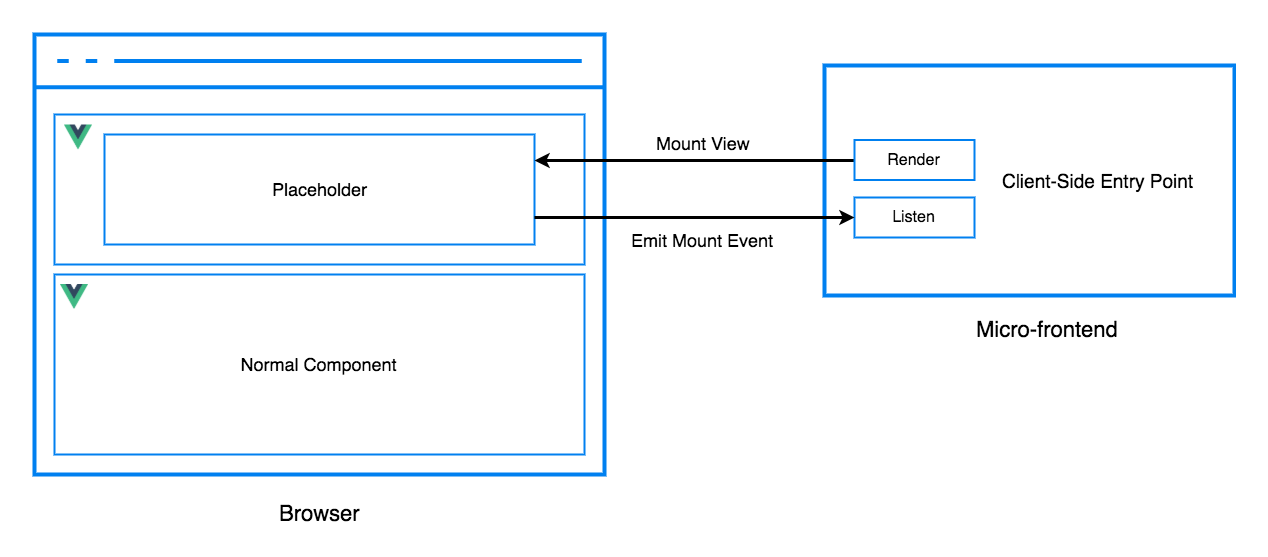 Mount View
Render
Placeholder
Client-Side Entry Point
Listen
Emit Mount Event
Micro-frontend
Normal Component
Browser